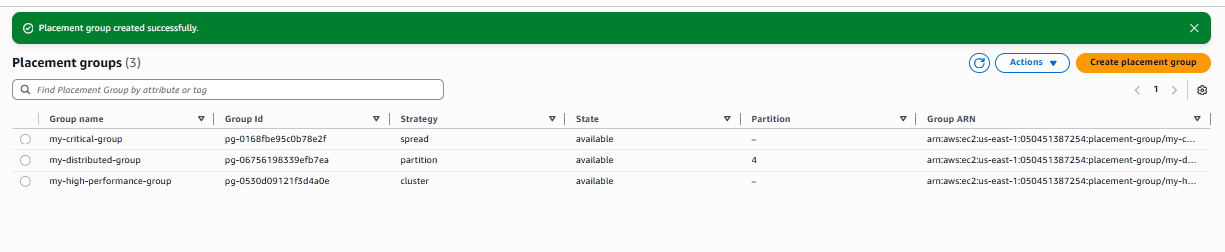 Placement group created successfully.
Placement groups (3)
Actions
Create placement group
Find Placement Group by attribute or tag
1
Group name Group Id Strategy State Partition Group ARN
my-critical-group pg-0168fbe95c0b78e2f spread available – arn:aws:ec2:us-east-1:050451387254:placement-group/my-c...
my-distributed-group pg-06756198339efb7ea partition available 4 arn:aws:ec2:us-east-1:050451387254:placement-group/my-d...
my-high-performance-group pg-0530d09121f3d4a0e cluster available – arn:aws:ec2:us-east-1:050451387254:placement-group/my-h...